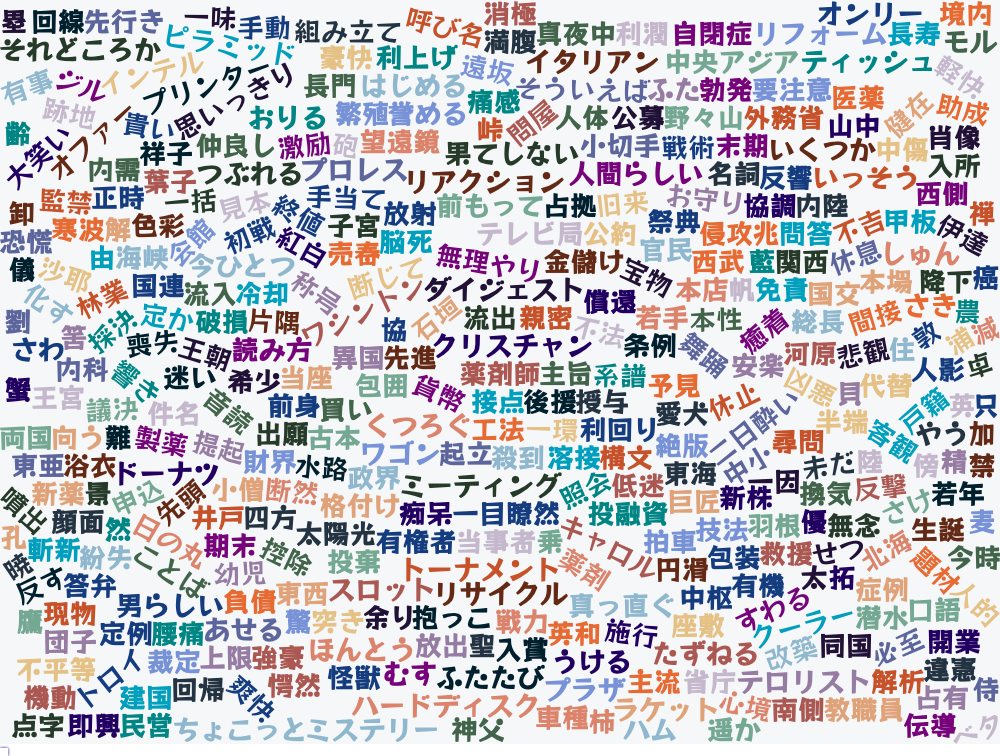 塁 回線 先行き 一味 手動 組み立て 呼び名 消極 オンリー 境内
それどころか ピラミッド 満腹 真夜中 利潤 自閉症 リフォーム 長寿 モル
有事 ジル インテル プリンタ 思いっきり 豪快 利上げ 遠坂 イタリアン 中央アジア ティッシュ 軽快
跡地 オファー 貴い 長門 はじめる そういえば ふた 勃発 要注意 医薬 助成
齢 大笑い おりる 繁殖 誉める 痛感 峠 問屋 人体 公募 野々山 外務省 山中 健在 肖像
内需 祥子 仲良し 激励 砲 望遠鏡 果てしない 小切手 戦術 末期 いくつか 中傷 入所
葉子 つぶれる プロレス リアクション 人間らしい 名詞 反響 いっそう 西側
卸 監禁 正時 一括 見本 終値 手当て 放射 前もって 占拠 旧来 お守り 協調 内陸 禅
恐慌 寒波 解 色彩 会館 初戦 紅白 子宮 テレビ局 公約 祭典 侵攻 兆 問答 不吉 甲板 伊達
儀 沙耶 由 海峡 今ひとつ 売春 脳死 無理やり 金儲け 宝物 官民 西武 藍 関西 休息 しゅん
化す 林業 国連 流入 冷却 称号 断じて ダイジェスト 償還 本店 帆 免責 国交 本場 降下 癌
劉 筈 採決 定か 破損 片隅 ワシントン 協 石垣 流出 親密 不法 若手 本性 癒着 総長 間接 さき 農
さわ 喪失 王朝 読み方 異国 先進 クリスチャン 条例 舞踊 安楽 河原 悲観 住 敦 浦 減
内科 響き 迷い 希少 当座 包囲 貨幣 薬剤師 主旨 系譜 予見 凶悪 貝 代替 人影 卓
蟹 王宮 議決 件名 音読 前身 買い 接点 後援 授与 愛犬 休止 二日酔い 半端 客観 戸籍 英 只
両国 向う 難 製薬 提起 出願 古本 くつろぐ 工法 一環 利回り 絶版 尋問 やう 加
東亜 浴衣 ドーナツ 財界 水路 政界 ワゴン 起立 殺到 溶接 構文 東海 中小 一因 未だ 陸 傍 精 禁
貸出 新薬 景 申込 先頭 小僧 断然 格付け ミーティング 照会 低迷 巨匠 新株 換気 反撃 さけ 若年
孔 顔面 然 日の丸 井戸 四方 太陽光 痴呆 一目瞭然 投融資 技法 羽根 優 無念 生誕 麦
暁 斬新 紛失 ことば 期末 控除 投棄 有権者 当事者 乗 キャロル 拍車 包装 救援 せつ 北海 題材 今時
反す 答弁 幼児 トーナメント 薬剤 円滑 有機 太 拓 症例 人的
鷹 現物 男らしい 負債 東西 スロット リサイクル 真っ直ぐ 中枢 すわる クーラー 潜水 口語
団子 定例 腰痛 あせる 驚 突き 余り 抱っこ 戦力 英和 施行 座敷 改築 同国 必至 開業
不平等 トロ 人 裁定 上限 強豪 ほんとう 放出 聖 入賞 うける たずねる 違憲
機動 建国 回帰 爽快 愕然 怪獣 むす ふたたび プラザ 主流 省庁 テロリスト 解析 占有 侍
ハードディスク 車種 柿 ラケット 心境 南側 教職員
点字 即興 民営 ちょこっと ミステリー 神父 ハム 遥か 伝導 ベタ